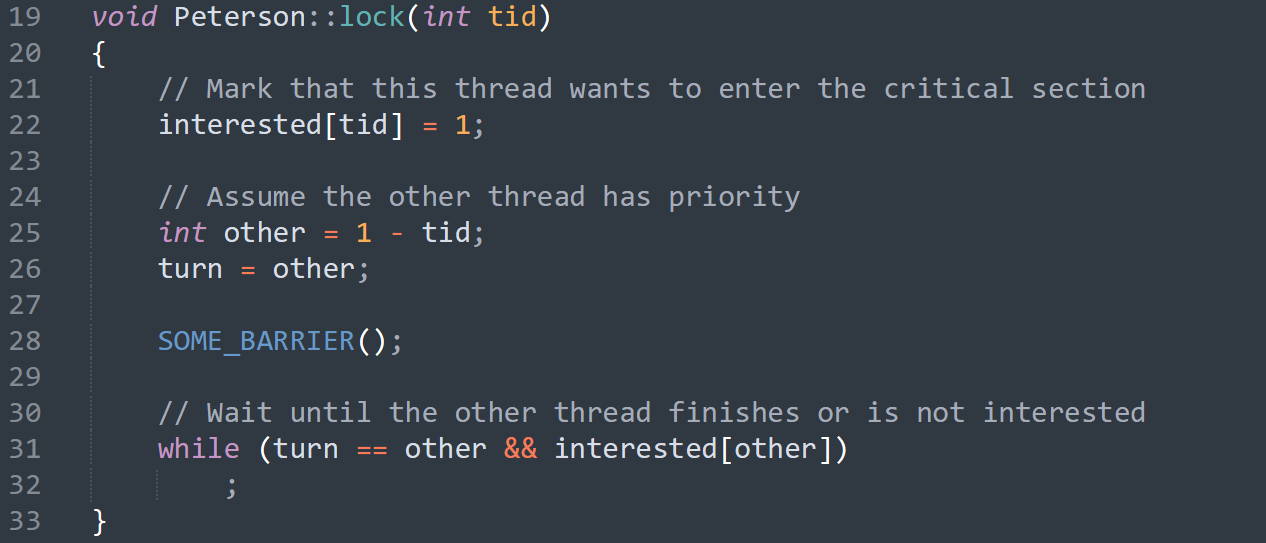 19 void Peterson::lock(int tid)
20 {
21 // Mark that this thread wants to enter the critical section
22 interested[tid] = 1;
23
24 // Assume the other thread has priority
25 int other = 1 - tid;
26 turn = other;
27
28 SOME_BARRIER();
29
30 // Wait until the other thread finishes or is not interested
31 while (turn == other && interested[other])
32 ;
33 }